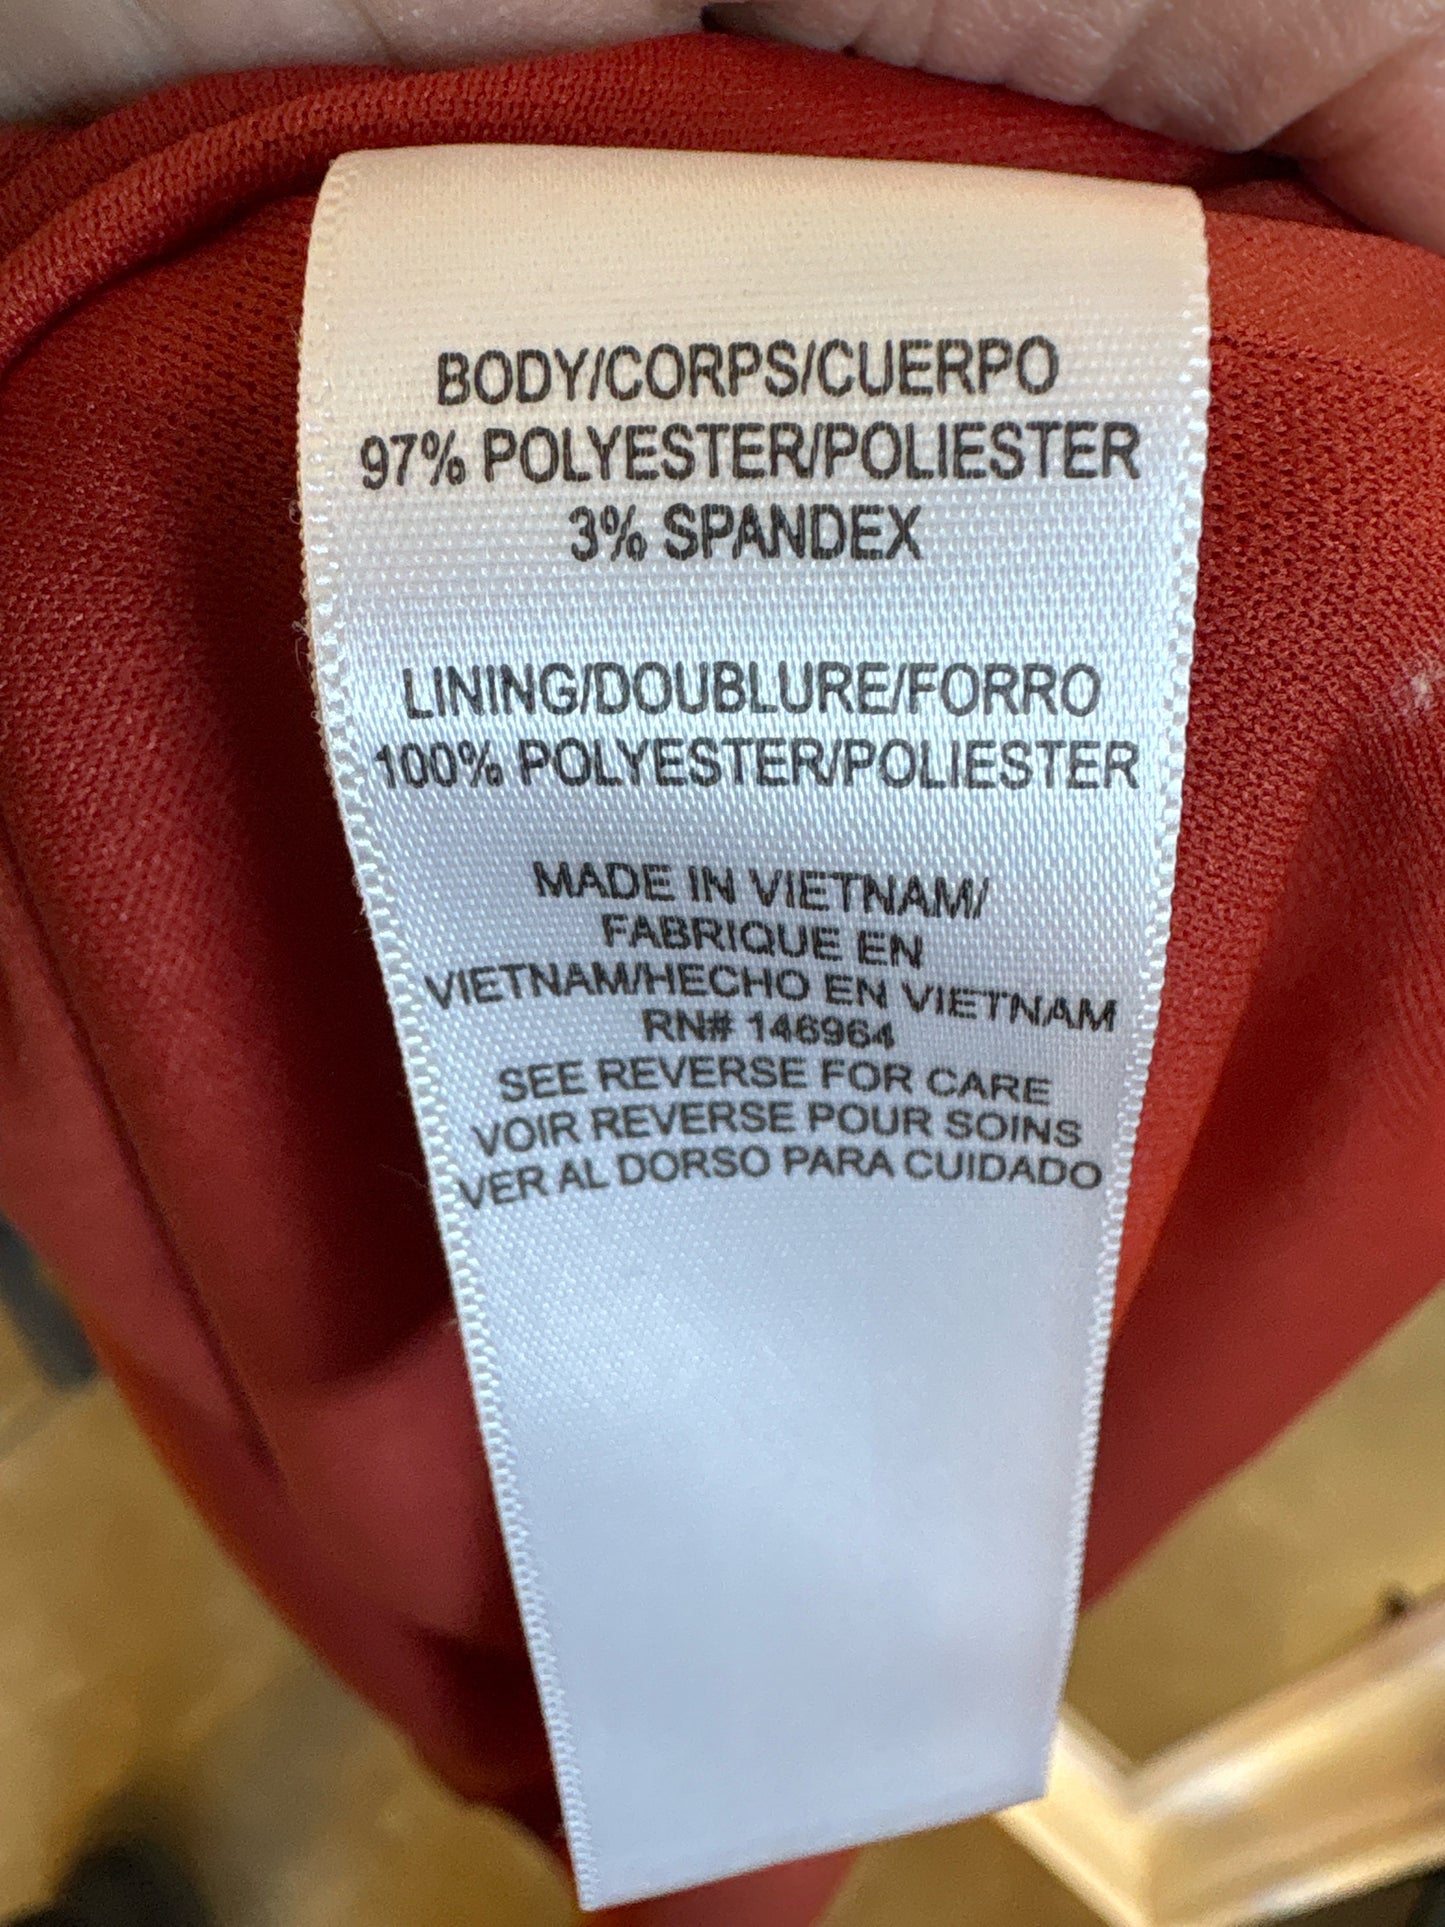 BODY/CORPS/CUERPO
97% POLYESTER/POLIESTER
3% SPANDEX
LINING/DOUBLURE/FORRO
100% POLYESTER/POLIESTER
MADE IN VIETNAM/
FABRIQUE EN
VIETNAM/HECHO EN VIETNAM
RN# 146964
SEE REVERSE FOR CARE
VOIR REVERSE POUR SOINS
VER AL DORSO PARA CUIDADO